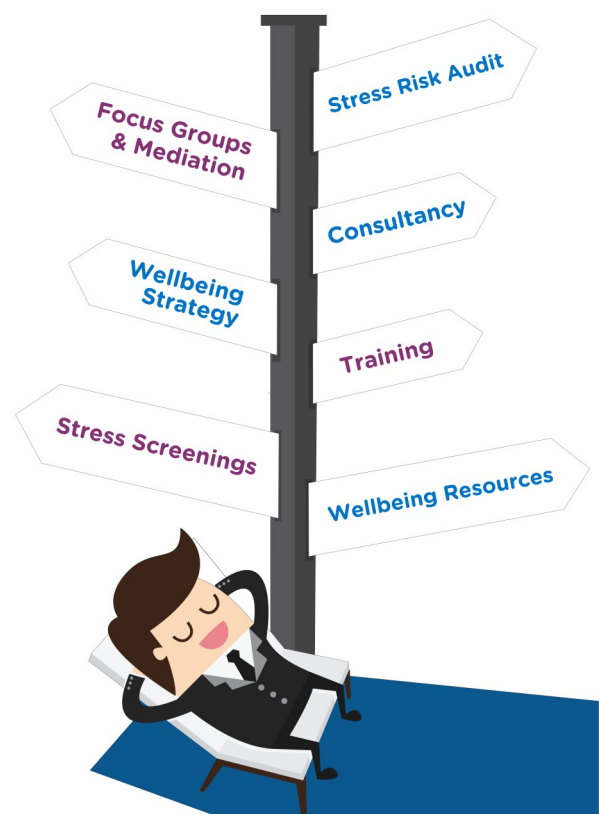 Stress Risk Audit
Focus Groups
& Mediation
Consultancy
Wellbeing
Strategy
Training
Stress Screenings
Wellbeing Resources